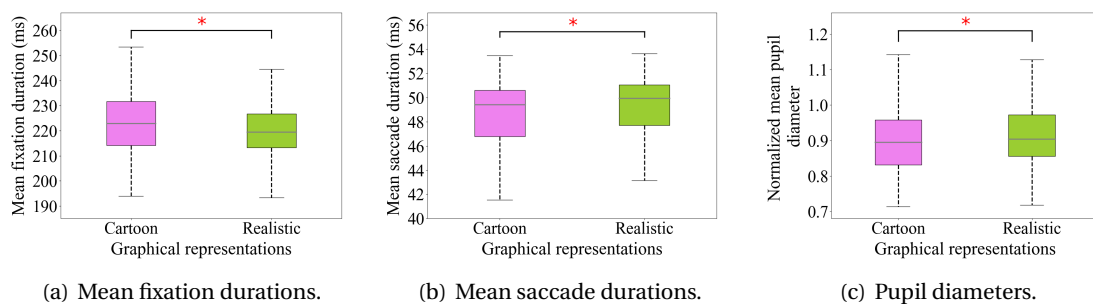 Mean fixation duration (ms)
260
250
240
230
220
210
200
190
*
Cartoon Realistic
Graphical representations
(a) Mean fixation durations.
Mean saccade duration (ms)
56
54
52
50
48
46
44
42
40
*
Cartoon Realistic
Graphical representations
(b) Mean saccade durations.
Normalized mean pupil
diameter
1.2
1.1
1.0
0.9
0.8
0.7
*
Cartoon Realistic
Graphical representations
(c) Pupil diameters.